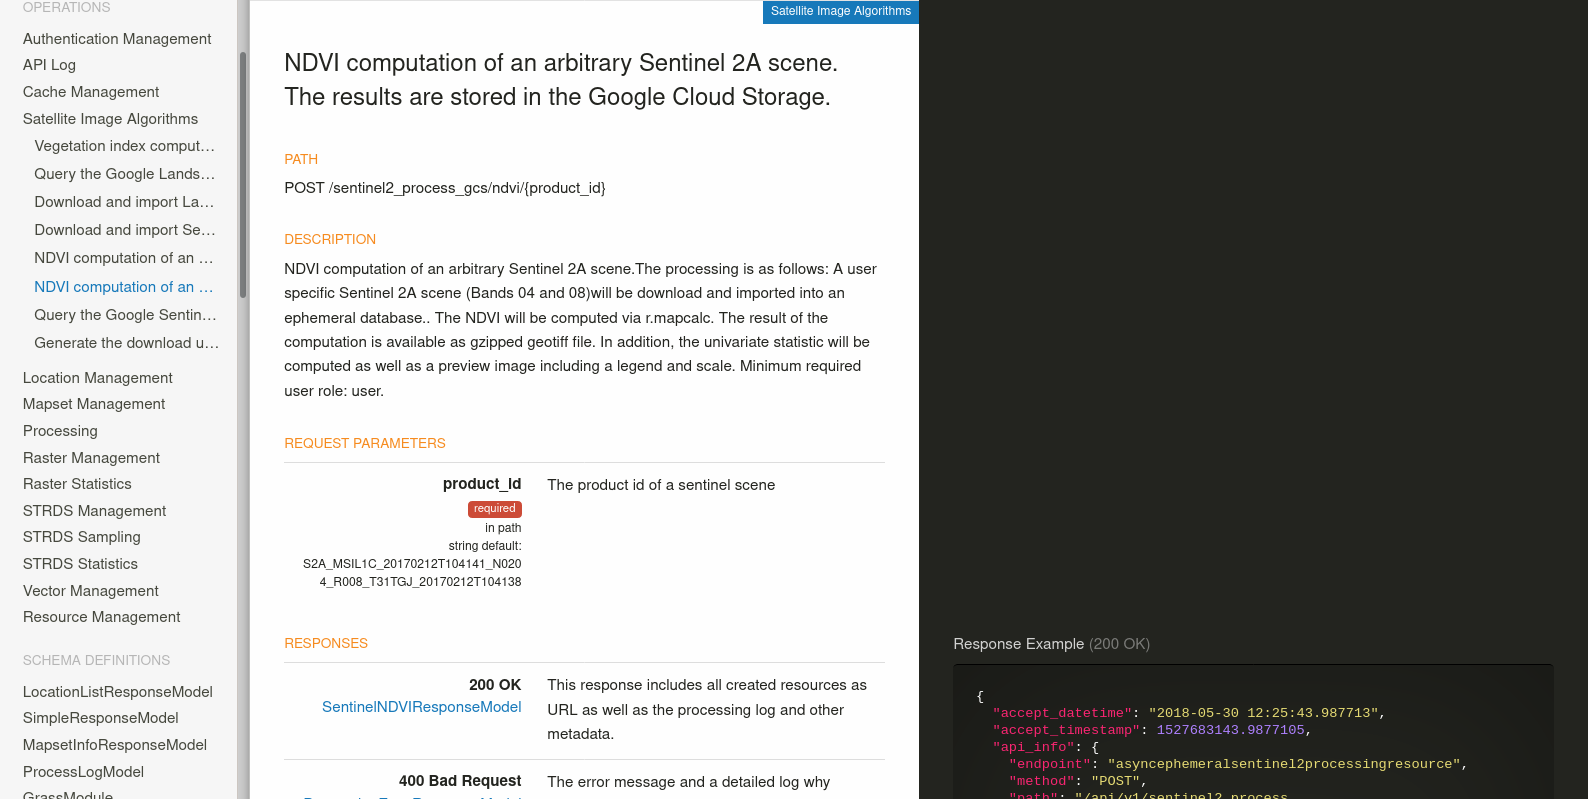 OPERATIONS
Authentication Management
API Log
Cache Management
Satellite Image Algorithms
Vegetation index comput…
Query the Google Lands…
Download and import La…
Download and import Se…
NDVI computation of an …
NDVI computation of an …
Query the Google Sentin…
Generate the download u…
Location Management
Mapset Management
Processing
Raster Management
Raster Statistics
STRDS Management
STRDS Sampling
STRDS Statistics
Vector Management
Resource Management
SCHEMA DEFINITIONS
LocationListResponseModel
SimpleResponseModel
MapsetInfoResponseModel
ProcessLogModel
GrassModule
Satellite Image Algorithms
NDVI computation of an arbitrary Sentinel 2A scene.
The results are stored in the Google Cloud Storage.
PATH
POST /sentinel2_process_gcs/ndvi/{product_id}
DESCRIPTION
NDVI computation of an arbitrary Sentinel 2A scene.The processing is as follows: A user
specific Sentinel 2A scene (Bands 04 and 08)will be download and imported into an
ephemeral database.. The NDVI will be computed via r.mapcalc. The result of the
computation is available as gzipped geotiff file. In addition, the univariate statistic will be
computed as well as a preview image including a legend and scale. Minimum required
user role: user.
REQUEST PARAMETERS
product_id The product id of a sentinel scene
required
in path
string default:
S2A_MSIL1C_20170212T104141_N020
4_R008_T31TGJ_20170212T104138
RESPONSES
200 OK This response includes all created resources as
SentinelNDVIResponseModel URL as well as the processing log and other
metadata.
400 Bad Request The error message and a detailed log why
Response Example (200 OK)
{
"accept_datetime": "2018-05-30 12:25:43.987713",
"accept_timestamp": 1527683143.9877105,
"api_info": {
"endpoint": "asyncephemeralsentinel2processingresource",
"method": "POST",
"path": "/api/v1/sentinel2_process